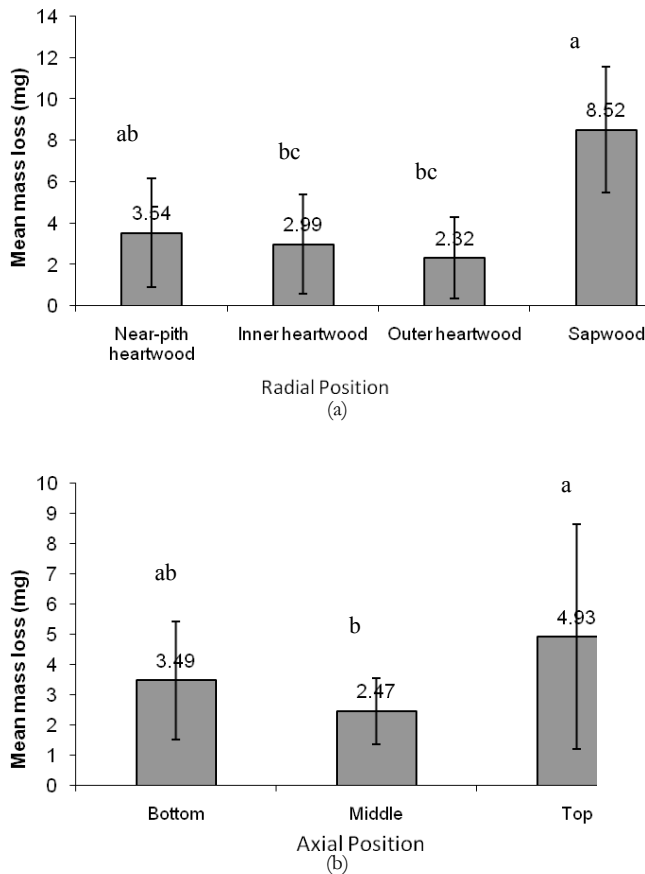 14
12
10
8
6
4
2
0
Mean mass loss (mg)
ab
bc
bc
a
3.54
2.99
2.32
8.52
Near-pith heartwood
Inner heartwood
Outer heartwood
Sapwood
Radial Position
(a)
10
9
8
7
6
5
4
3
2
1
0
Mean mass loss (mg)
ab
b
a
3.49
2.47
4.93
Bottom
Middle
Top
Axial Position
(b)